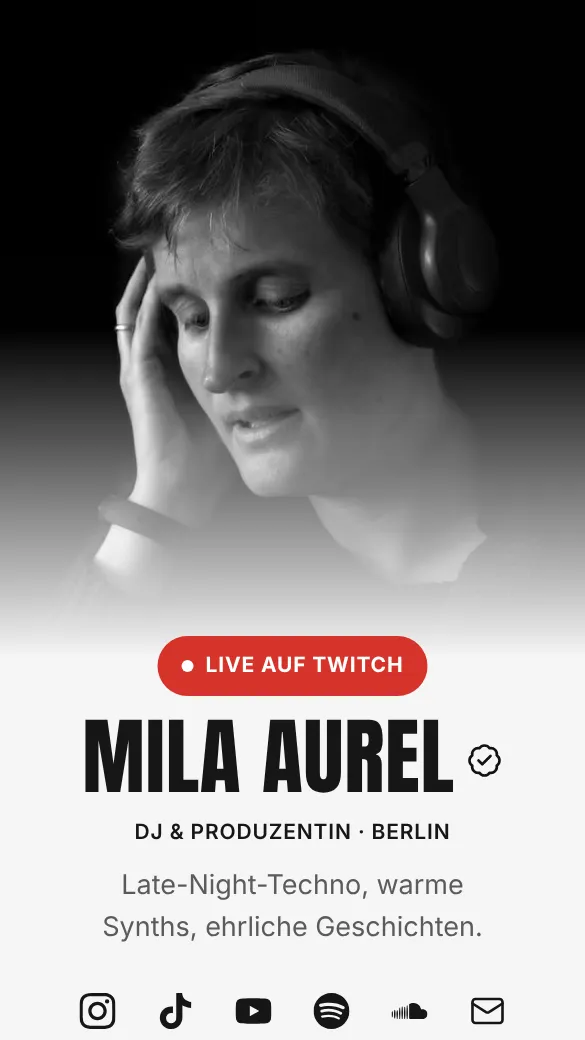 LIVE AUF TWITCH
MILA AUREL
DJ & PRODUZENTIN · BERLIN
Late-Night-Techno, warme
Synths, ehrliche Geschichten.